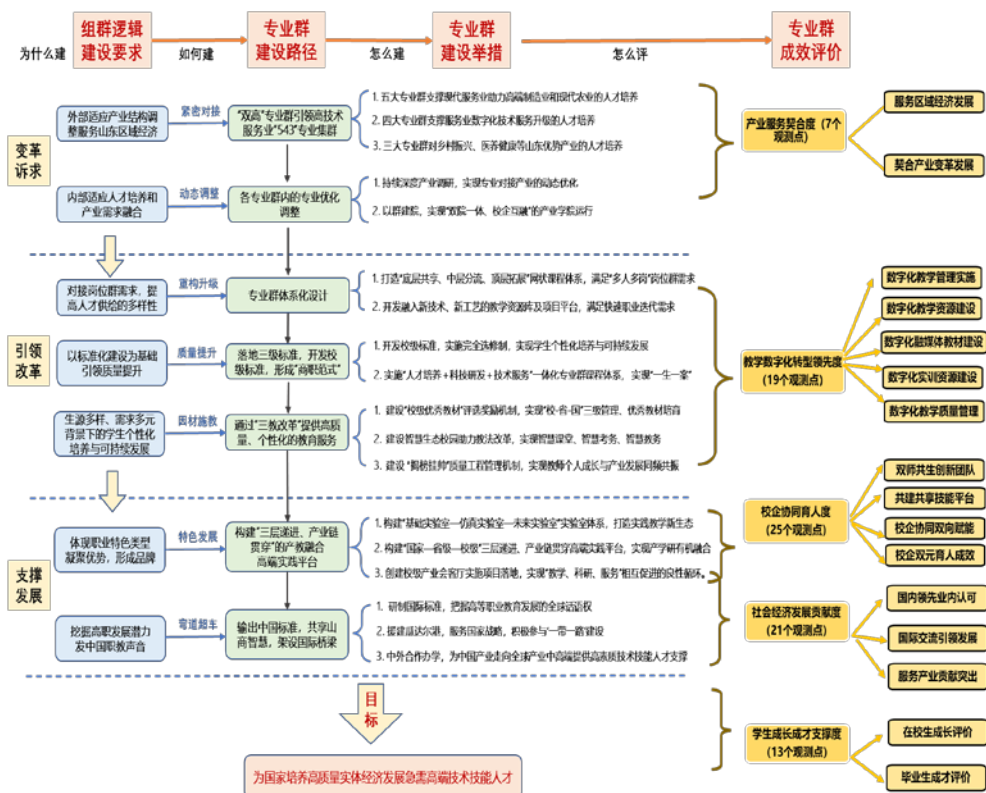 为什么建
组群逻辑
建设要求
如何建
专业群
建设路径
怎么建
专业群
建设举措
怎么评
专业群
成效评价
变革
诉求
外部适应产业结构调
整服务山东区域经济
紧密对接
“双高”专业群引领商技术
服务业“543”专业集群
1. 五大专业群支撑现代服务业助力高端制造业和现代农业的人才培养
2. 四大专业群支撑服务业数字化技术服务升级的人才培养
3. 三大专业群对乡村振兴、医养健康等山东优势产业的人才培养
内部适应人才培养和
产业需求融合
动态调整
各专业群内的专业优化
调整
1. 持续深度产业调研，实现专业对接产业的动态优化
2. 以群建院，实现“双院一体、校企互融”的产业学院运行
产业服务契合度（7个
观测点）
服务区域经济发展
契合产业变革发展
引领
改革
对接岗位群需求，提
高人才供给的多样性
重构升级
专业群体系化设计
1. 打造“底层共享、中层分流、顶层拓展”网状课程体系，满足“多人多岗”岗位群需求
2. 开发融入新技术、新工艺的教学资源库及项目平台，满足快速职业迭代需求
以标准化建设为基础
引领质量提升
质量提升
落地三级标准，开发校
级标准，形成“商职范式”
1. 开发校级标准，实施完全选修制，实现学生个性化培养与可持续发展
2. 实施“人才培养＋科技研发＋技术服务”一体化专业群课程体系，实现“一生一案”
生源多样、需求多元
背景下的学生个性化
培养与可持续发展
因材施教
通过“三教改革”提供高质
量、个性化的教育服务
1. 建设“校级优秀教材”评选奖励机制，实现“校-省-国”三级管理、优秀教材培育
2. 建设智慧生态校园助力教法改革，实现智慧课堂、智慧考务、智慧教务
3. 建设“揭榜挂帅”质量工程管理机制，实现教师个人成长与产业发展同频共振
教学数字化转型领先度
(19个观测点）
数字化教学管理实施
数字化教学资源建设
数字化融媒体教材建设
数字化实训资源建设
数字化教学质量管理
支撑
发展
体现职业特色类型
凝聚优势，形成品牌
特色发展
构建“三层递进、产业链
贯穿”的产教融合
高端实践平台
1. 构建“基础实验室—仿真实验室—未来实验室”实验室体系，打造实践教学新生态
2. 构建“国家—省级—校级”三层递进、产业链贯穿高端实践平台，实现产学研有机融合
3. 创建校级产业会客厅实施项目落地，实现“教学、科研、服务”相互促进的良性循环。
挖掘高职发展潜力
发中国职教声音
弯道超车
输出中国标准，共享山
商智慧，架设国际桥梁
1. 研制国际标准，把握高等职业教育发展的全球话语权
2. 援建瓜达尔港，服务国家战略，积极参与“一带一路”建设
3. 中外合作办学，为中国产业走向全球产业中高端提供高素质技术技能人才支撑
校企协同育人度
（25个观测点）
双师共生创新团队
共建共享技能平台
校企协同双向赋能
校企双元育人成效
社会经济发展贡献度
(21个观测点）
国内领先业内认可
国际交流引领发展
服务产业贡献突出
目
标
为国家培养高质量实体经济发展急需高端技术技能人才
学生成长成才支撑度
(13个观测点）
在校生成长评价
毕业生成才评价